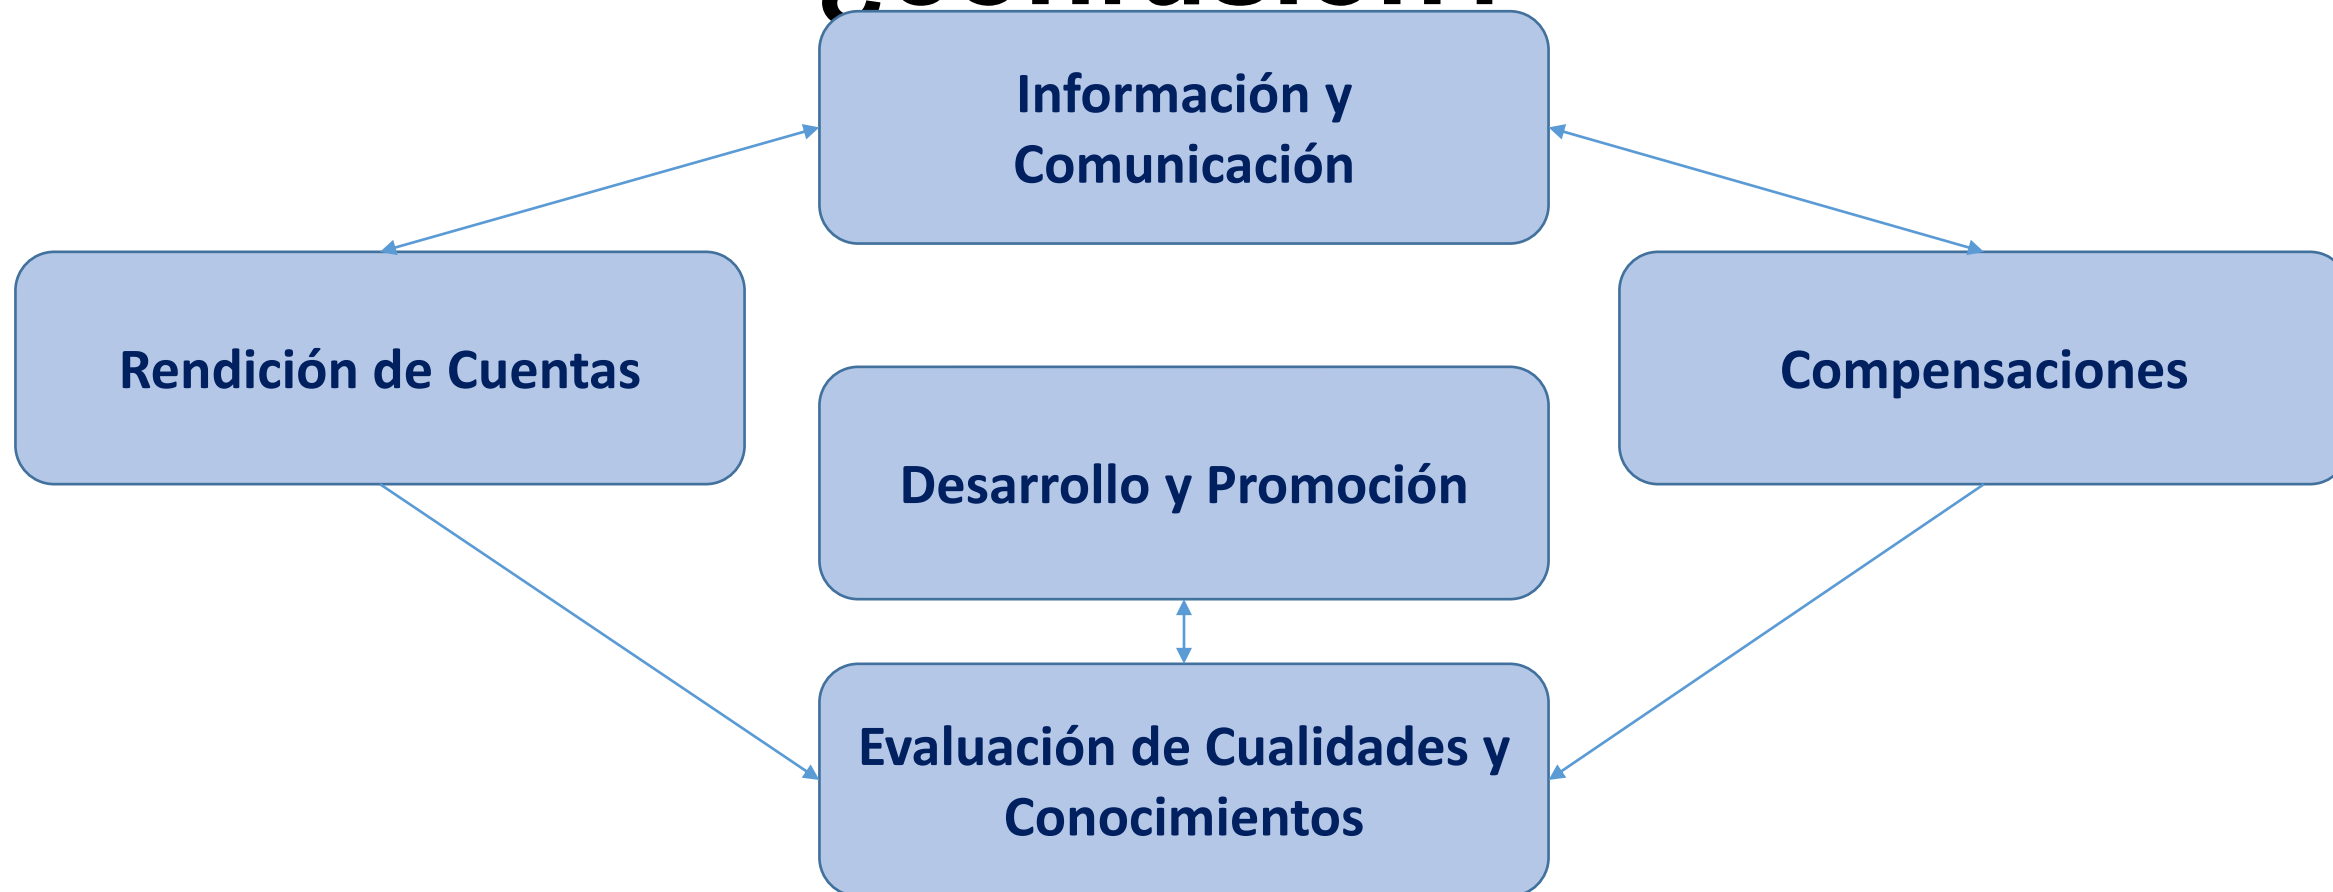 Información y
Comunicación
Rendición de Cuentas
Compensaciones
Desarrollo y Promoción
Evaluación de Cualidades y
Conocimientos